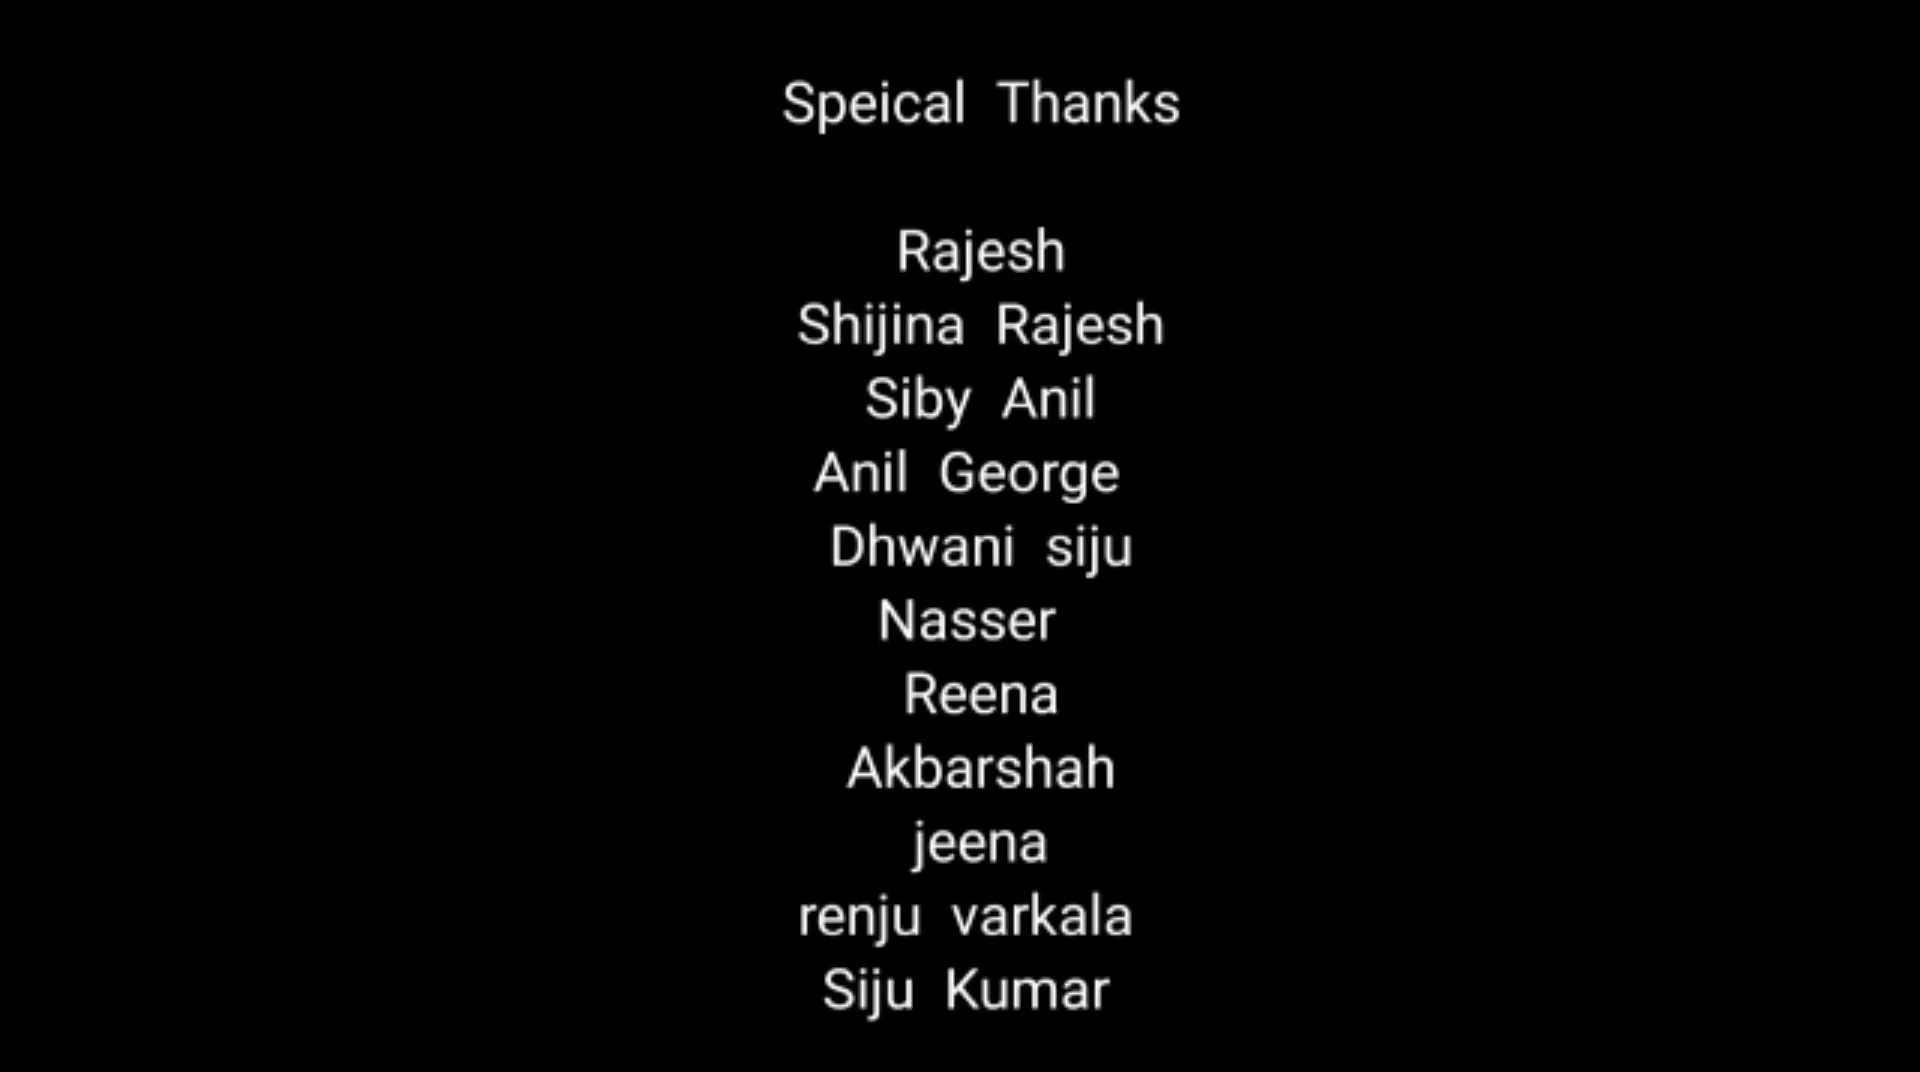 Speical Thanks
Rajesh
Shijina Rajesh
Siby Anil
Anil George
Dhwani siju
Nasser
Reena
Akbarshah
jeena
renju varkala
Siju Kumar